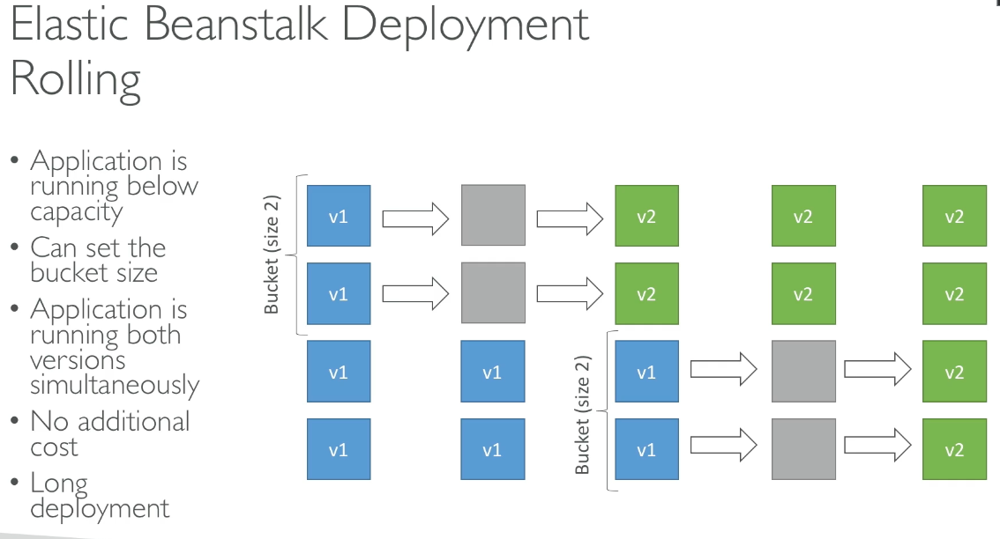 Elastic Beanstalk Deployment
Rolling
• Application is
running below
capacity
• Can set the
bucket size
• Application is
running both
versions
simultaneously
• No additional
cost
• Long
deployment
Bucket (size 2)
v1 v2 v2 v2
v1 v2 v2 v2
Bucket (size 2)
v1 v1 v1 v2
v1 v1 v1 v2